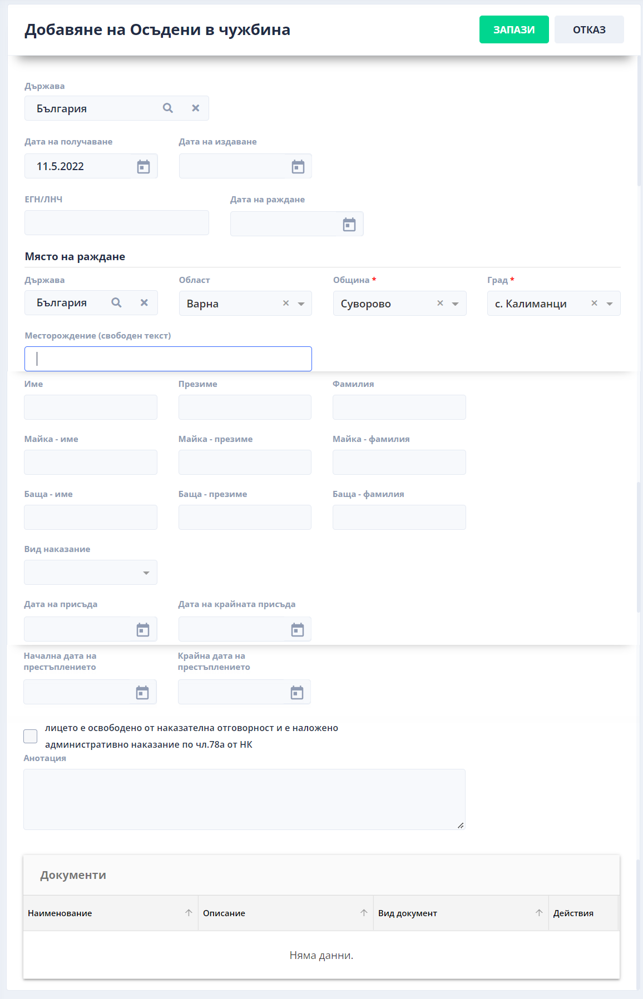 Добавяне на Осъдени в чужбина
ЗАПАЗИ
ОТКАЗ
Държава
България
Дата на получаване
Дата на издаване
11.5.2022
ЕГН/ЛНЧ
Дата на раждане
Място на раждане
Държава
Област
Община *
Град *
България
Варна
Суворово
с. Калиманци
Месторождение (свободен текст)
Име
Презиме
Фамилия
Майка - име
Майка - презиме
Майка - фамилия
Баща - име
Баща - презиме
Баща - фамилия
Вид наказание
Дата на присъда
Дата на крайната присъда
Начална дата на
престъплението
Крайна дата на
престъплението
лицето е освободено от наказателна отговорност и е наложено
административно наказание по чл.78а от НК
Анотация
Документи
Наименование
Описание
Вид документ
Действия
Няма данни.